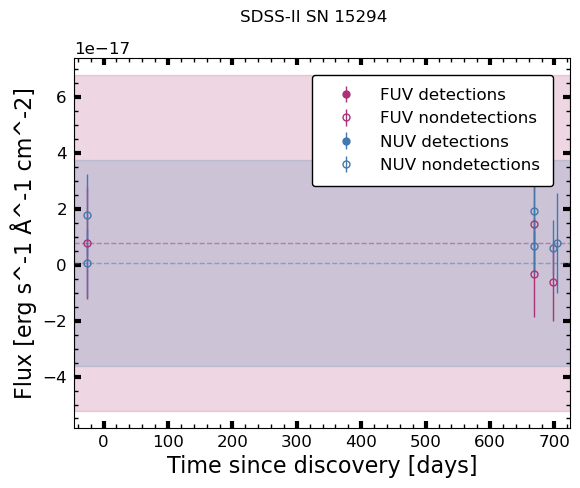 SDSS-II SN 15294
1e−17
Flux [erg s^-1 Å^-1 cm^-2]
6
4
2
0
−2
−4
FUV detections
FUV nondetections
NUV detections
NUV nondetections
0 100 200 300 400 500 600 700
Time since discovery [days]